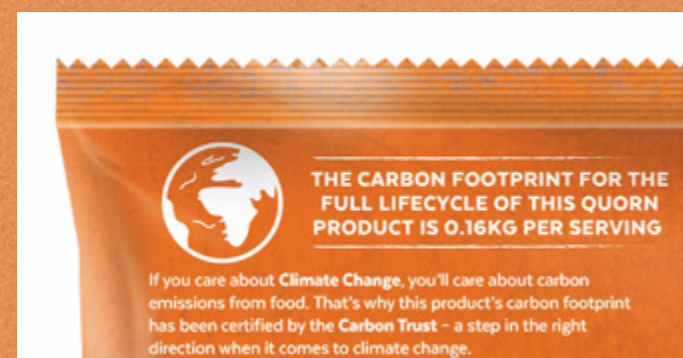 THE CARBON FOOTPRINT FOR THE
FULL LIFECYCLE OF THIS QUORN
PRODUCT IS 0.16KG PER SERVING
If you care about Climate Change, you'll care about carbon
emissions from food. That's why this product's carbon footprint
has been certified by the Carbon Trust – a step in the right
direction when it comes to climate change.